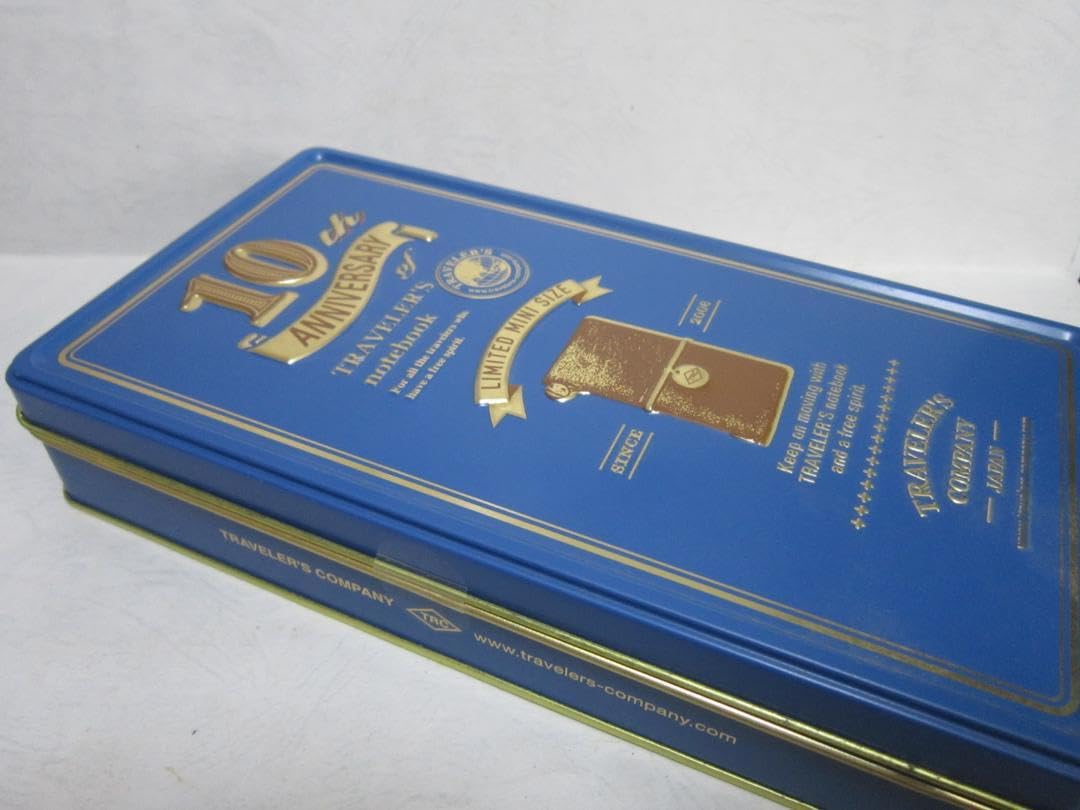 10th
ANNIVERSARY
of
TRAVELER'S
notebook
For all the travelers who
have a free spirit.
TRAVELER'S
LIMITED MINI SIZE
SINCE
2006
Keep on moving with
TRAVELER'S notebook
and a free spirit.
TRAVELER'S
COMPANY
JAPAN
TRAVELER'S COMPANY
TRC
www.travelers-company.com